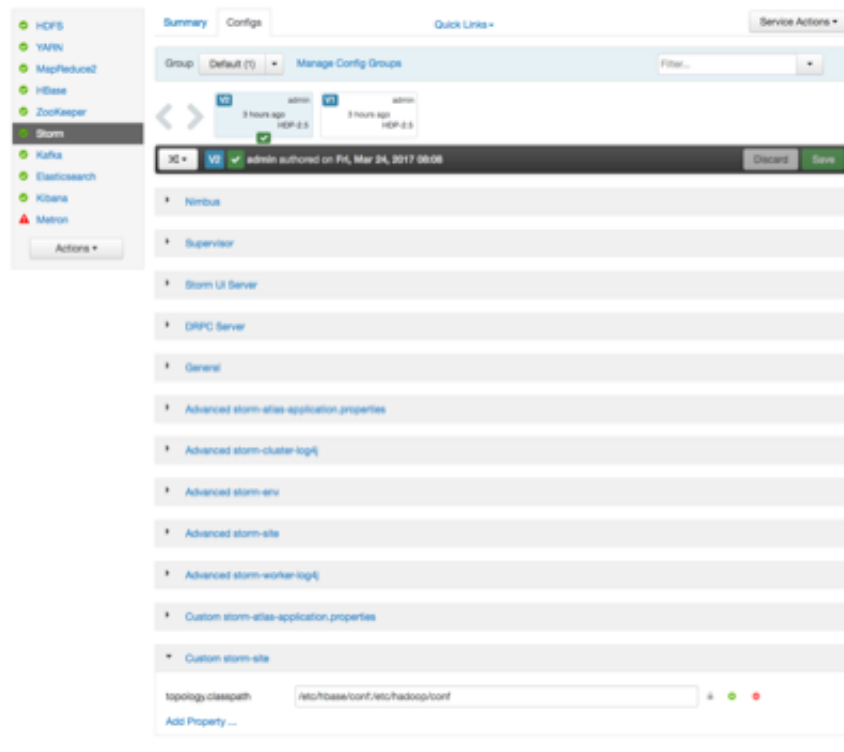 HDFS
YARN
MapReduce2
HBase
ZooKeeper
Storm
Kafka
Elasticsearch
Kibana
Metron
Actions
Summary
Configs
Quick Links
Service Actions
Group
Default (1)
Manage Config Groups
Filter...
V2
admin
3 hours ago
HDP-2.5
V1
admin
3 hours ago
HDP-2.5
V2 admin authored on Fri, Mar 24, 2017 08:08
Discard
Save
Nimbus
Supervisor
Storm UI Server
DRPC Server
General
Advanced storm-atlas-application.properties
Advanced storm-cluster-log4j
Advanced storm-env
Advanced storm-site
Advanced storm-worker-log4j
Custom storm-atlas-application.properties
Custom storm-site
topology.classpath
/etc/hbase/conf:/etc/hadoop/conf
Add Property ...